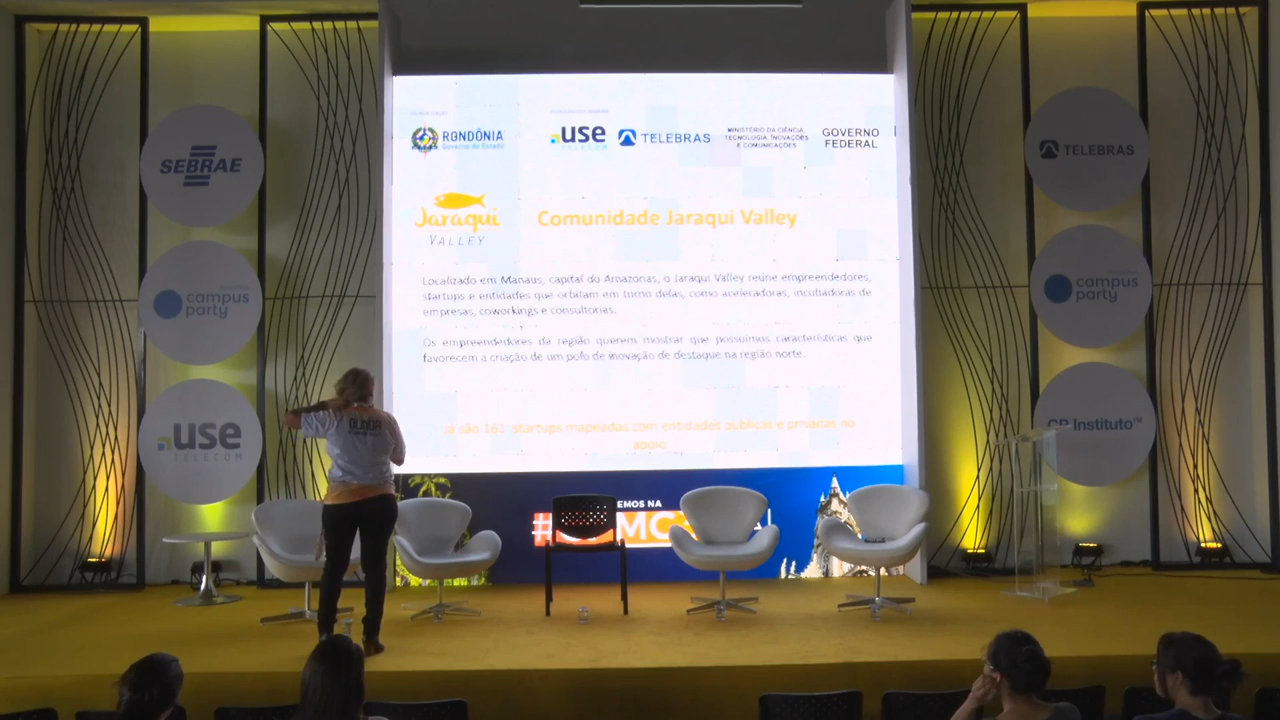 RONDÔNIA
Governo do Estado
use
TELECOM
TELEBRAS
MINISTÉRIO DA CIÊNCIA,
TECNOLOGIA, INOVAÇÕES
E COMUNICAÇÕES
GOVERNO
FEDERAL
Jaraqui
VALLEY
Comunidade Jaraqui Valley
Localizado em Manaus, capital do Amazonas, o Jaraqui Valley reúne empreendedores,
startups e entidades que orbitam em torno delas, como aceleradoras, incubadoras de
empresas, coworkings e consultorias.
Os empreendedores da região querem mostrar que possuímos características que
favorecem a criação de um polo de inovação de destaque na região norte.
Já são 161 startups mapeadas com entidades públicas e privadas no
apoio
EMOS NA
#
SEBRAE
campus
party
use
TELECOM
TELEBRAS
campus
party
CP Instituto™